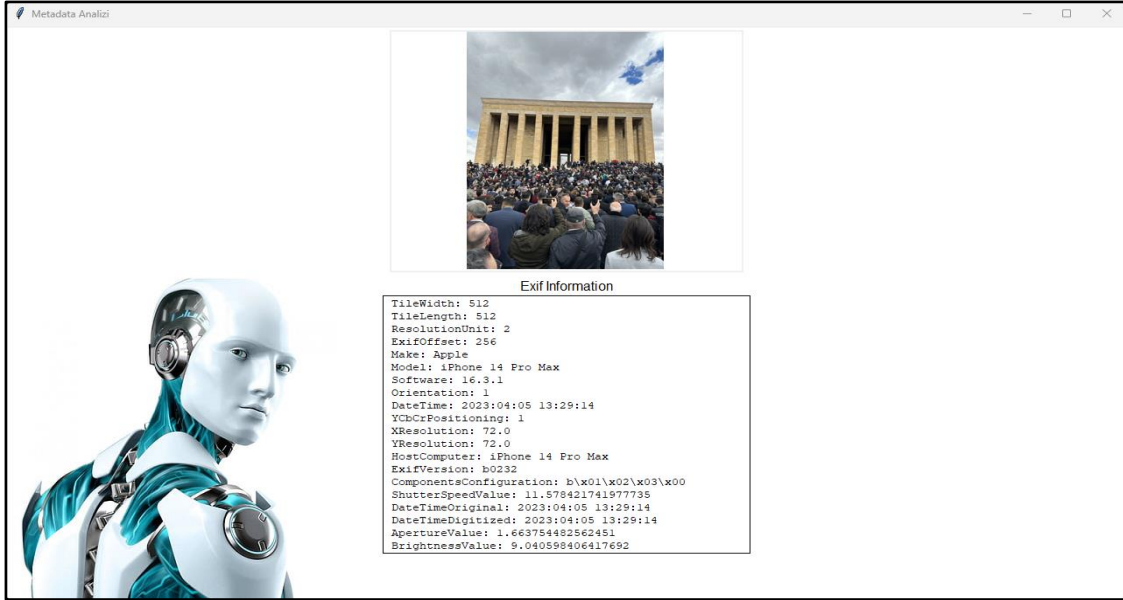 Metadata Analizi
Exif Information
TileWidth: 512
TileLength: 512
ResolutionUnit: 2
ExifOffset: 256
Make: Apple
Model: iPhone 14 Pro Max
Software: 16.3.1
Orientation: 1
DateTime: 2023:04:05 13:29:14
YCbCrPositioning: 1
XResolution: 72.0
YResolution: 72.0
HostComputer: iPhone 14 Pro Max
ExifVersion: b0232
ComponentsConfiguration: b\x01\x02\x03\x00
ShutterSpeedValue: 11.578421741977735
DateTimeOriginal: 2023:04:05 13:29:14
DateTimeDigitized: 2023:04:05 13:29:14
ApertureValue: 1.663754482562451
BrightnessValue: 9.040598406417692